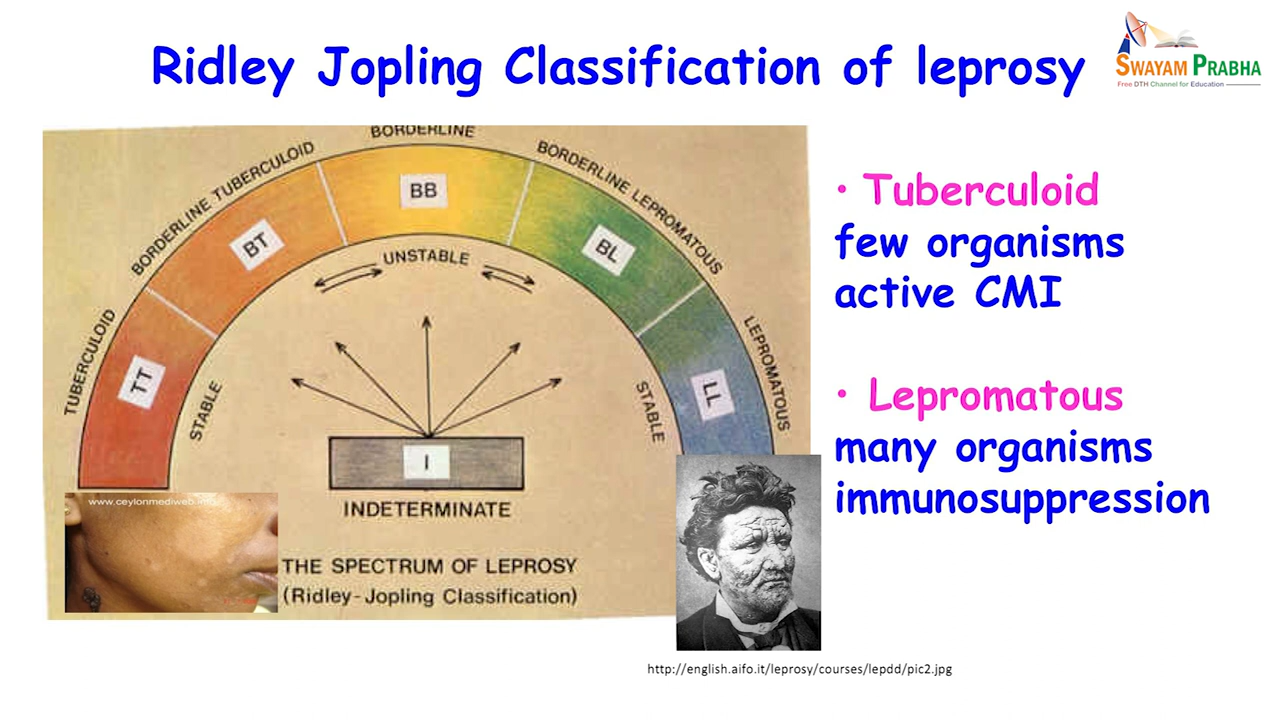 Ridley Jopling Classification of leprosy
SWAYAM PRABHA
Free DTH Channel for Education
BORDERLINE
BORDERLINE TUBERCULOID
BORDERLINE LEPROMATOUS
TUBERCULOID
LEPROMATOUS
BB
BT
BL
TT
LL
UNSTABLE
STABLE
STABLE
I
INDETERMINATE
www.ceylonmediweb
THE SPECTRUM OF LEPROSY
(Ridley-Jopling Classification)
• Tuberculoid
few organisms
active CMI
• Lepromatous
many organisms
immunosuppression
http://english.aifo.it/leprosy/courses/lepdd/pic2.jpg